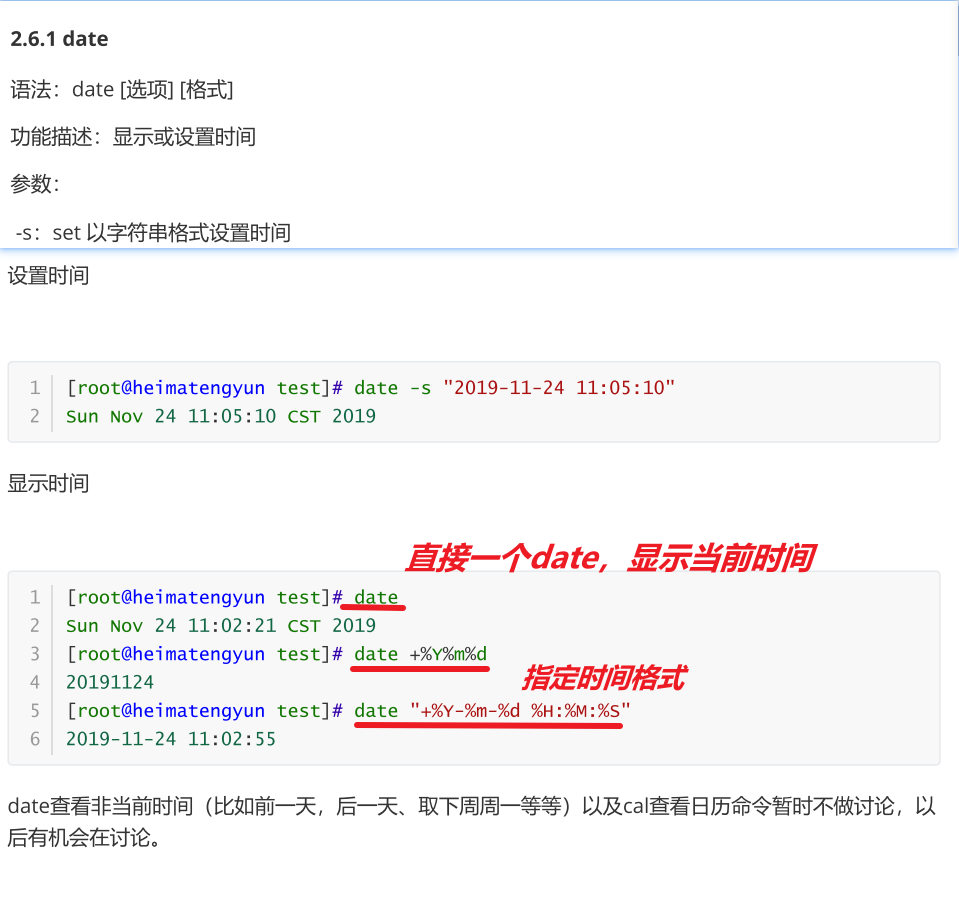 2.6.1 date
语法：date [选项] [格式]
功能描述：显示或设置时间
参数：
-s：set 以字符串格式设置时间
设置时间
1 [root@heimatengyun test]# date -s "2019-11-24 11:05:10"
2 Sun Nov 24 11:05:10 CST 2019
显示时间
直接一个date，显示当前时间
1 [root@heimatengyun test]# date
2 Sun Nov 24 11:02:21 CST 2019
3 [root@heimatengyun test]# date +%Y%m%d
指定时间格式
4 20191124
5 [root@heimatengyun test]# date "+%Y-%m-%d %H:%M:%S"
6 2019-11-24 11:02:55
date查看非当前时间（比如前一天，后一天、取下周周一等等）以及cal查看日历命令暂时不做讨论，以
后有机会在讨论。